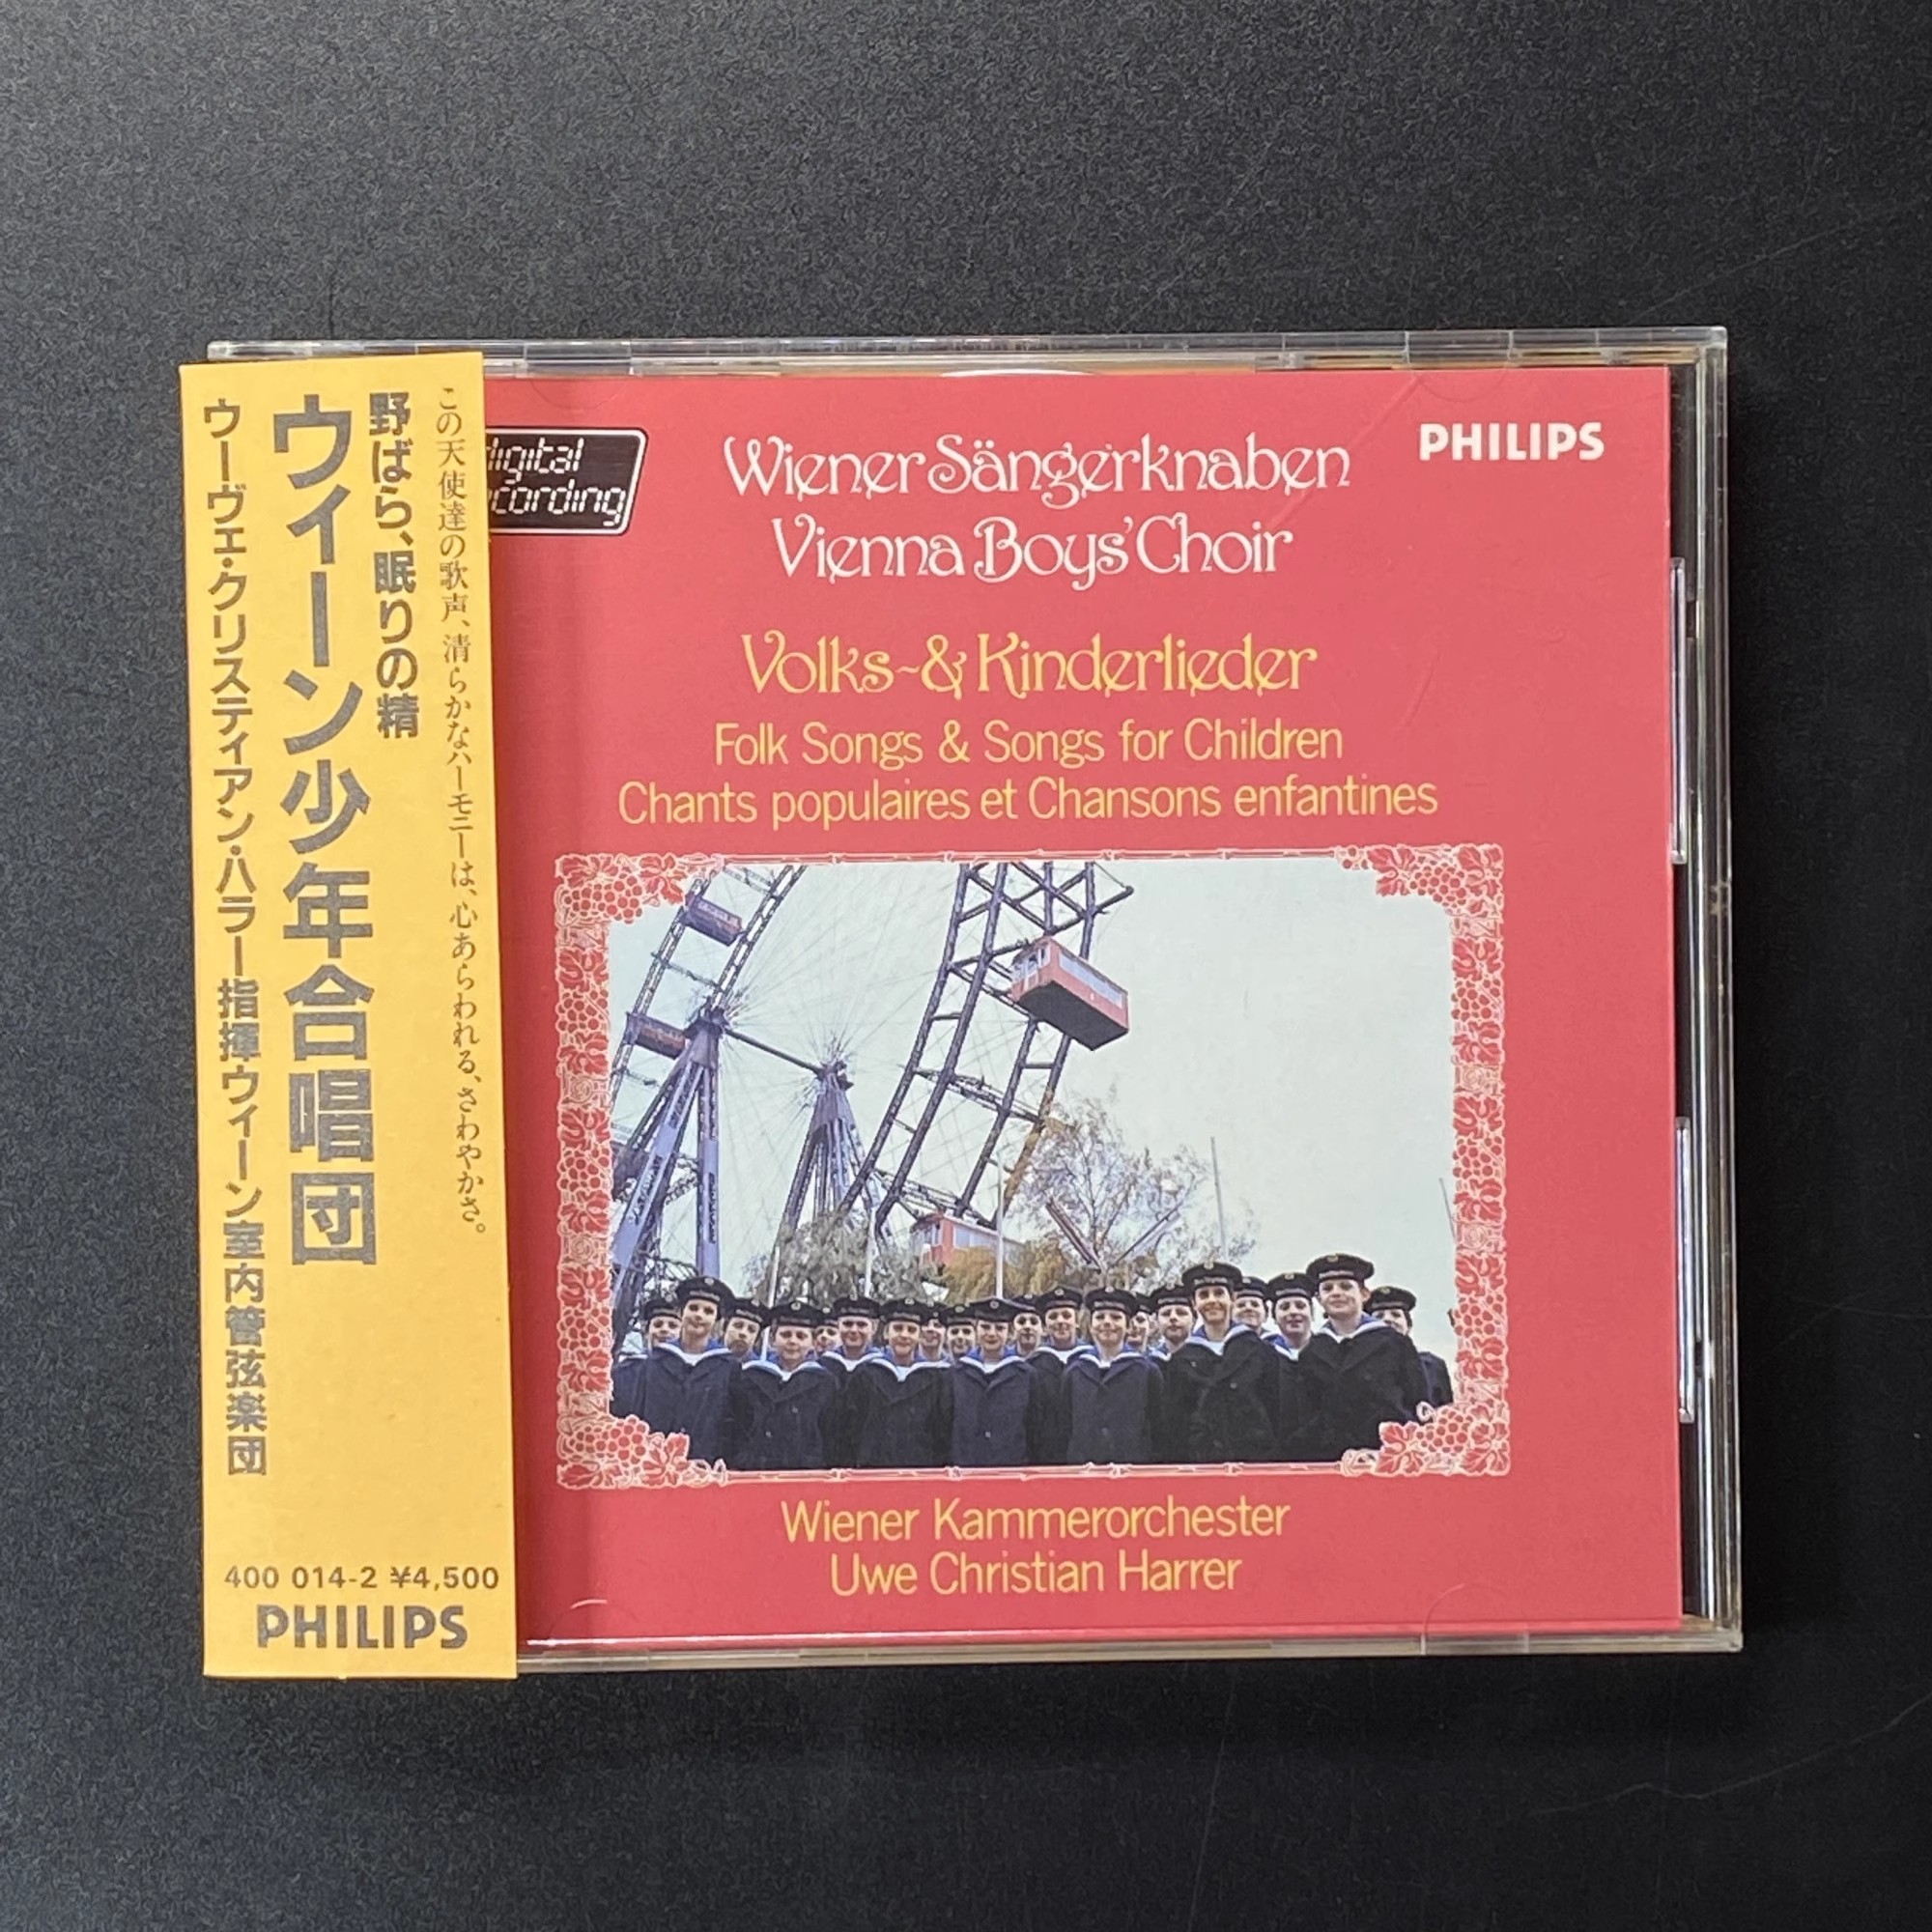 この天使達の歌声、清らかなハーモニーは、心あらわれる、さわやかさ。
野ばら、眠りの精
ウィーン少年合唱団
ウーヴェ・クリスティアン・ハラー指揮・ウィーン室内管弦楽団
400 014-2 ¥4,500
PHILIPS
digital
recording
Wiener Sängerknaben
Vienna Boys' Choir
PHILIPS
Volks-& Kinderlieder
Folk Songs & Songs for Children
Chants populaires et Chansons enfantines
Wiener Kammerorchester
Uwe Christian Harrer